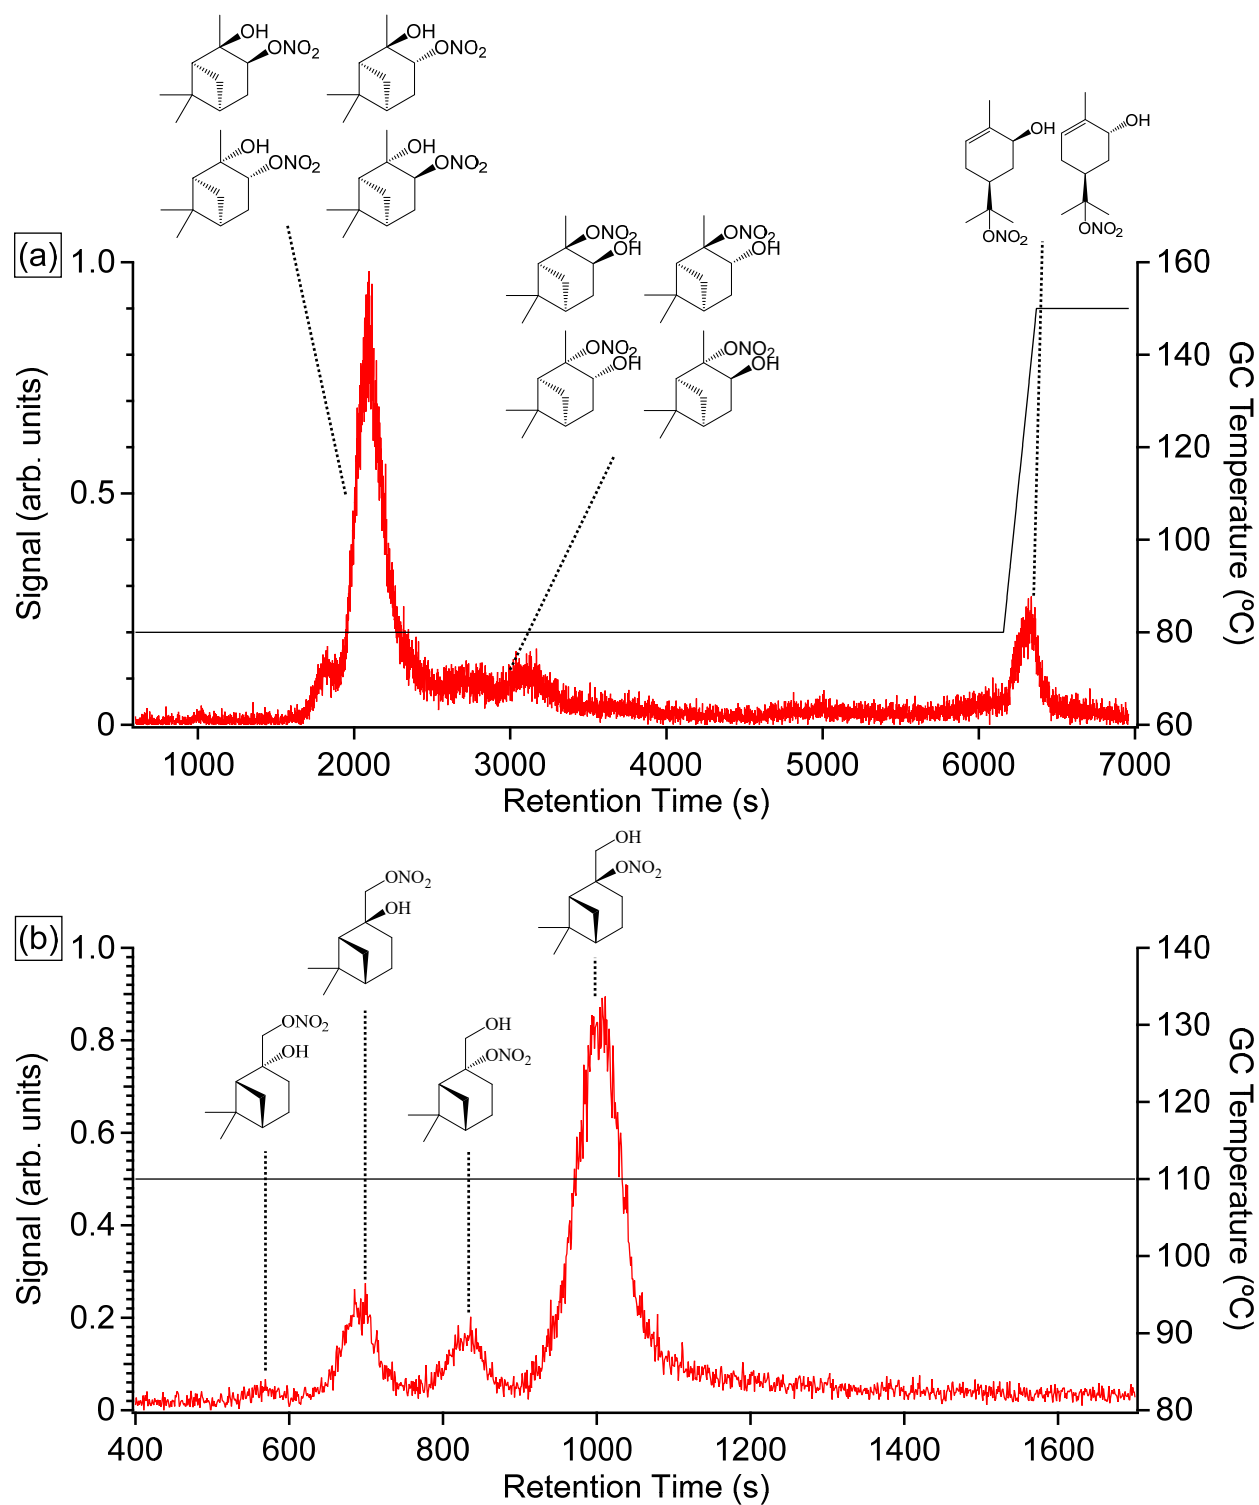 OH
ONO2
OH
ONO2
OH
ONO2
OH
ONO2
OH
OH
ONO2
ONO2
ONO2
OH
ONO2
OH
ONO2
OH
ONO2
OH
(a)
1.0
0.5
0
Signal (arb. units)
160
140
120
100
80
60
GC Temperature (ºC)
1000 2000 3000 4000 5000 6000 7000
Retention Time (s)
OH
ONO2
ONO2
OH
OH
ONO2
ONO2
OH
(b)
1.0
0.8
0.6
0.4
0.2
0
Signal (arb. units)
140
130
120
110
100
90
80
GC Temperature (ºC)
400 600 800 1000 1200 1400 1600
Retention Time (s)